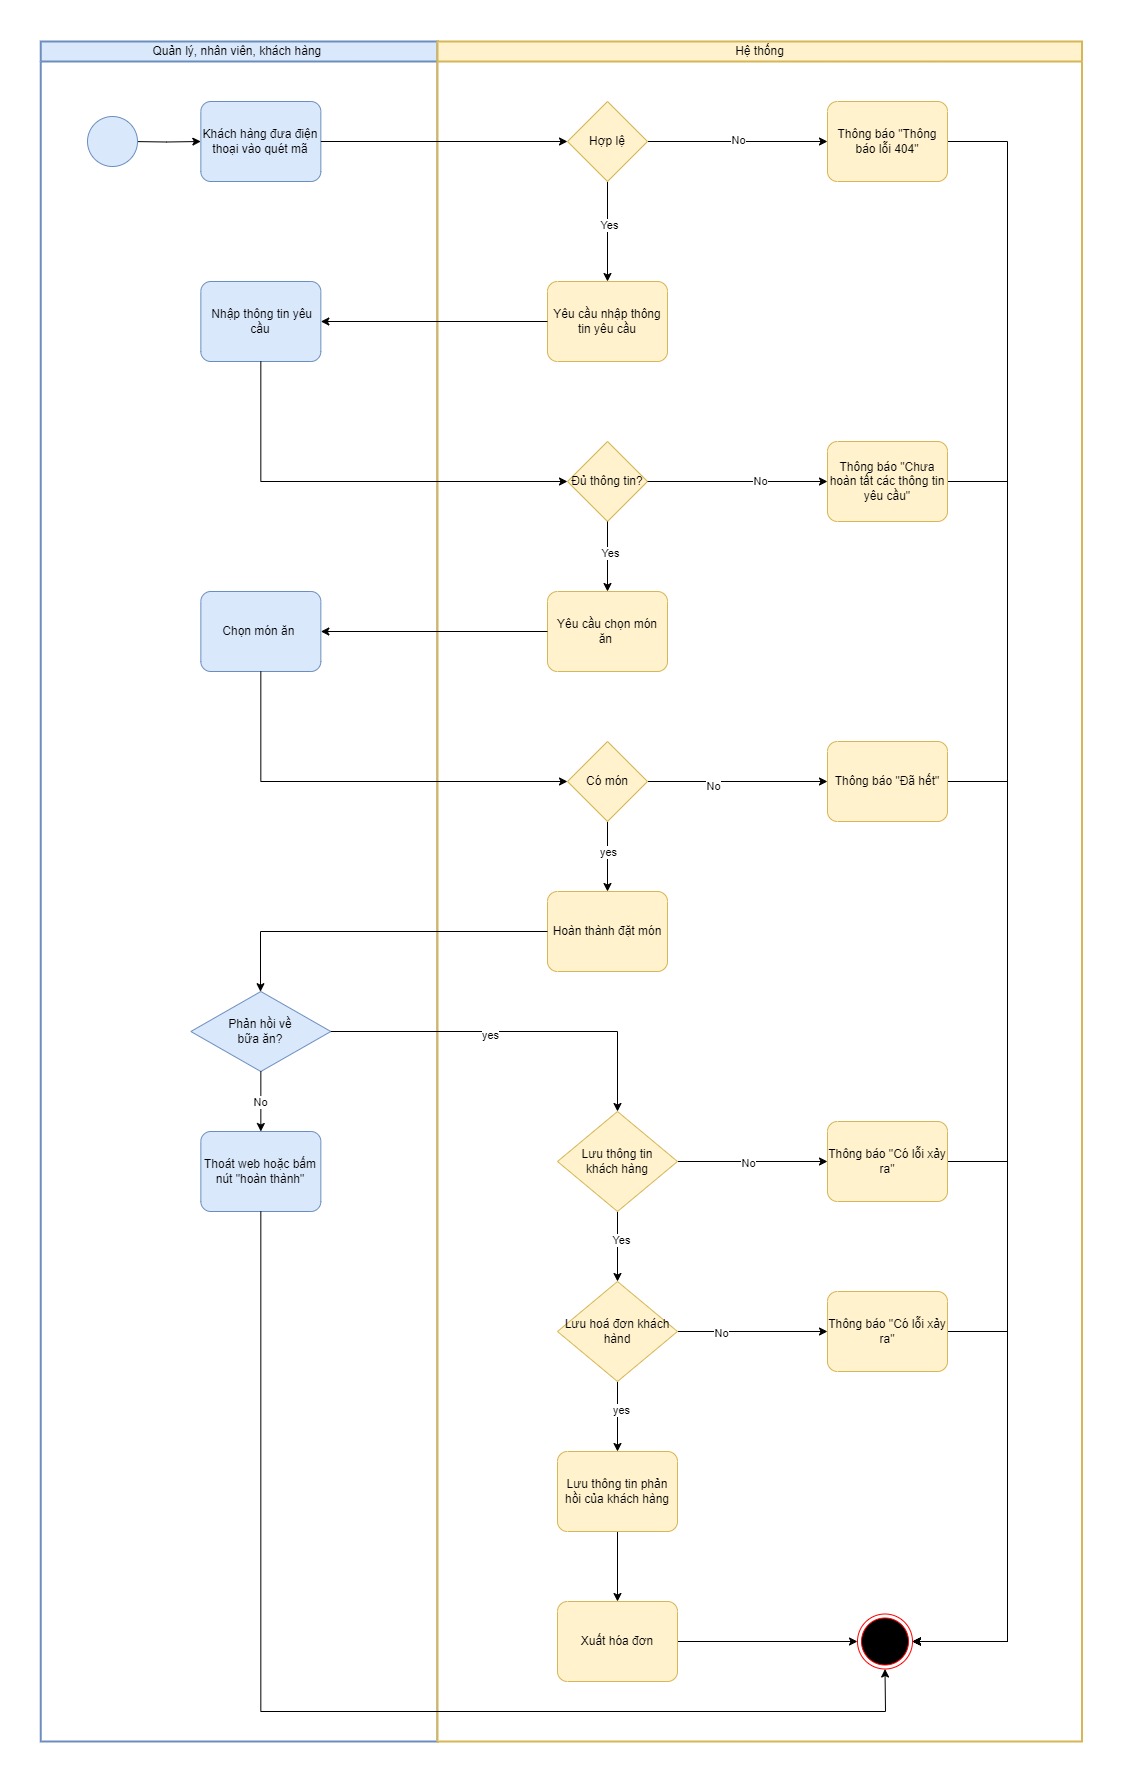 Quản lý, nhân viên, khách hàng
Hệ thống
Khách hàng đưa điện
thoại vào quét mã
Hợp lệ
No
Thông báo "Thông
báo lỗi 404"
Yes
Nhập thông tin yêu
cầu
Yêu cầu nhập thông
tin yêu cầu
Đủ thông tin?
No
Thông báo "Chưa
hoàn tất các thông tin
yêu cầu"
Yes
Chọn món ăn
Yêu cầu chọn món
ăn
Có món
No
Thông báo "Đã hết"
yes
Hoàn thành đặt món
Phản hồi về
bữa ăn?
yes
No
Thoát web hoặc bấm
nút "hoàn thành"
Lưu thông tin
khách hàng
No
Thông báo "Có lỗi xảy
ra"
Yes
Lưu hoá đơn khách
hànd
No
Thông báo "Có lỗi xảy
ra"
yes
Lưu thông tin phản
hồi của khách hàng
Xuất hóa đơn